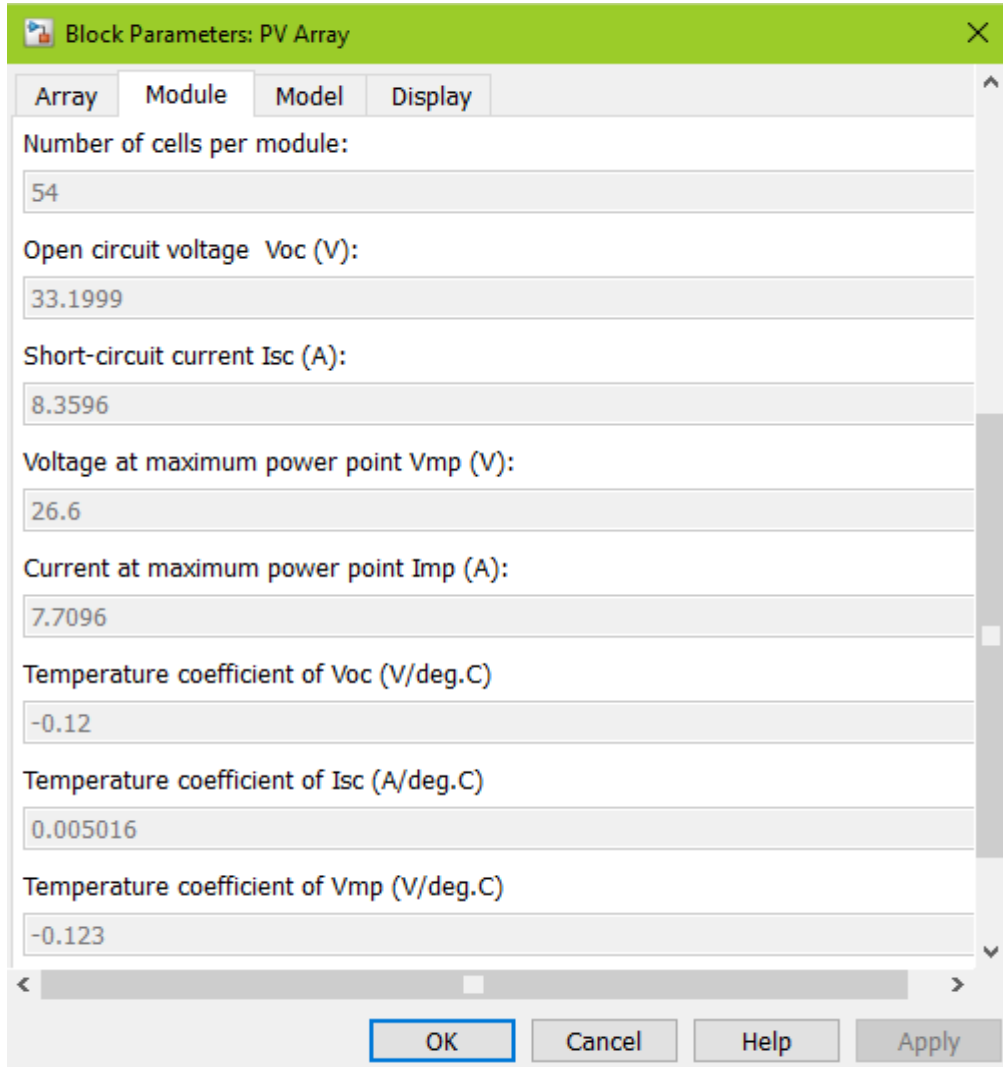 Block Parameters: PV Array
Array Module Model Display
Number of cells per module:
54
Open circuit voltage  Voc (V):
33.1999
Short-circuit current Isc (A):
8.3596
Voltage at maximum power point Vmp (V):
26.6
Current at maximum power point Imp (A):
7.7096
Temperature coefficient of Voc (V/deg.C)
-0.12
Temperature coefficient of Isc (A/deg.C)
0.005016
Temperature coefficient of Vmp (V/deg.C)
-0.123
OK Cancel Help Apply